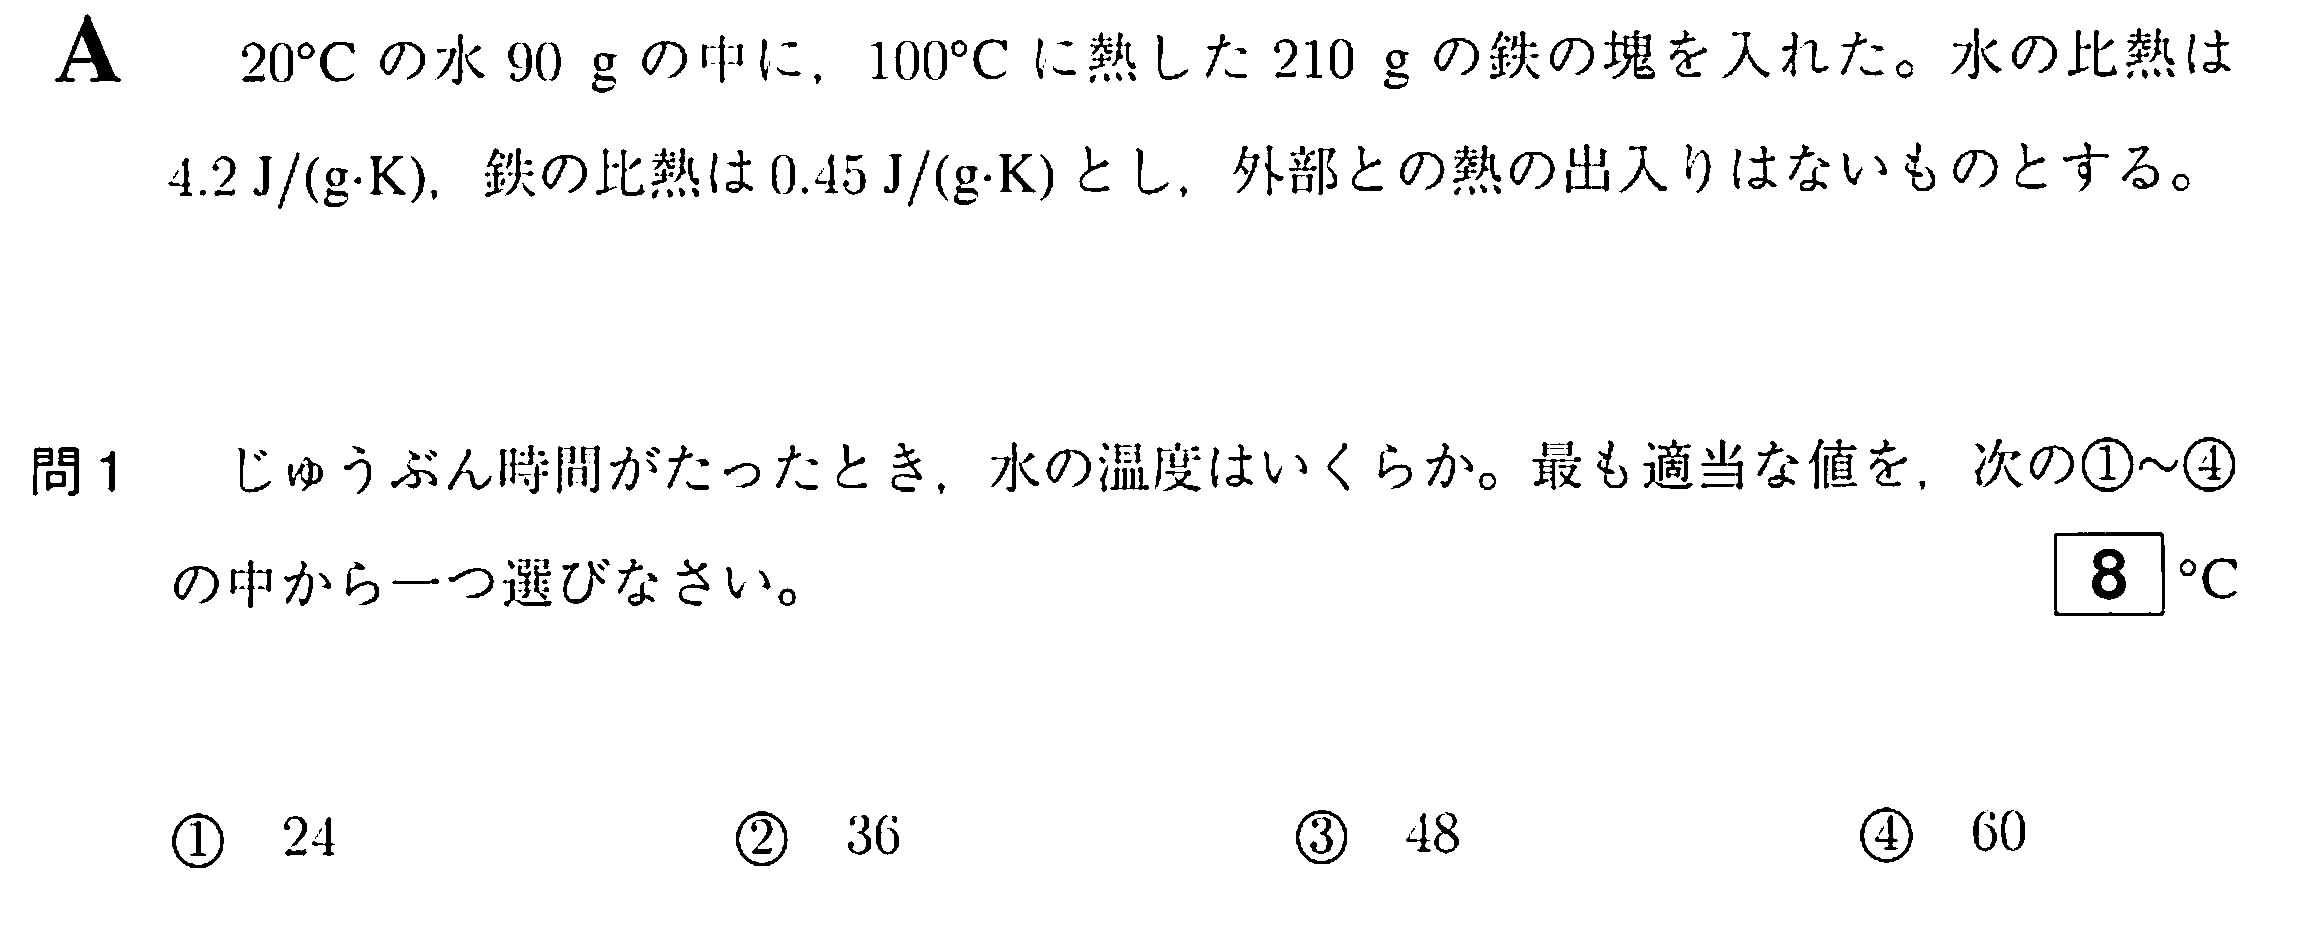 A 20°C の水 90 g の中に，100°C に熱した 210 g の鉄の塊を入れた。水の比熱は
4.2 J/(g·K)，鉄の比熱は 0.45 J/(g·K) とし，外部との熱の出入りはないものとする。
問1 じゅうぶん時間がたったとき，水の温度はいくらか。最も適当な値を，次の①～④
の中から一つ選びなさい。 8 °C
① 24 ② 36 ③ 48 ④ 60